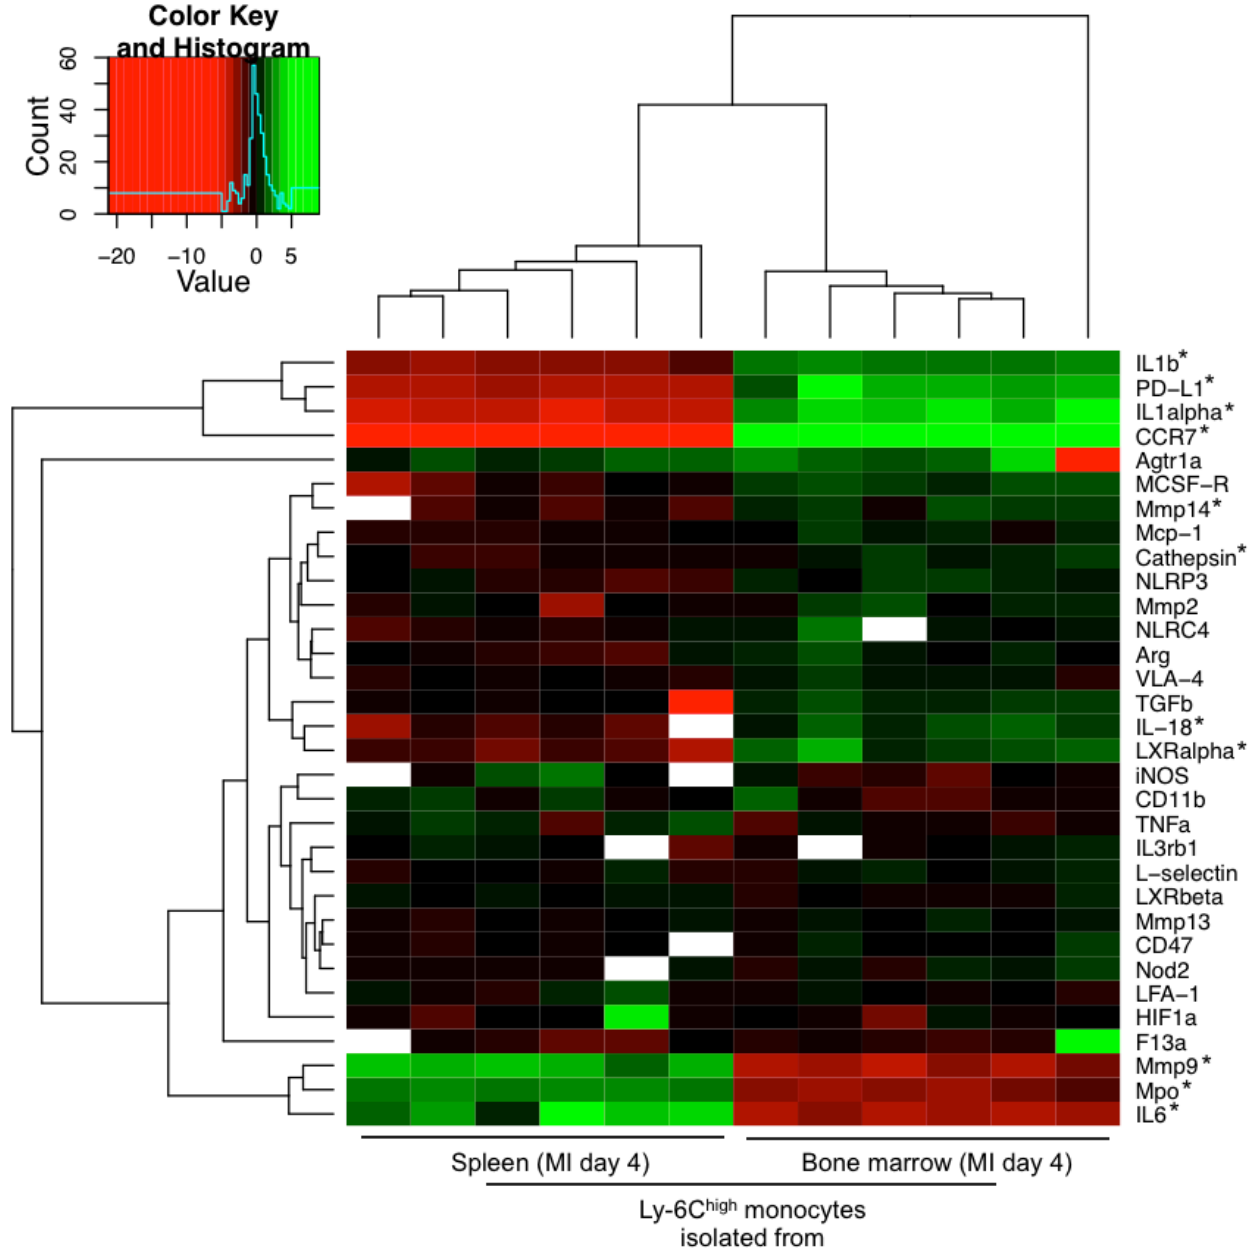 Color Key
and Histogram
Count
0
20
40
60
−20
−10
0
5
Value
IL1b*
PD−L1*
IL1alpha*
CCR7*
Agtr1a
MCSF−R
Mmp14*
Mcp−1
Cathepsin*
NLRP3
Mmp2
NLRC4
Arg
VLA−4
TGFb
IL−18*
LXRalpha*
iNOS
CD11b
TNFa
IL3rb1
L−selectin
LXRbeta
Mmp13
CD47
Nod2
LFA−1
HIF1a
F13a
Mmp9*
Mpo*
IL6*
Spleen (MI day 4)
Bone marrow (MI day 4)
Ly-6Chigh monocytes
isolated from